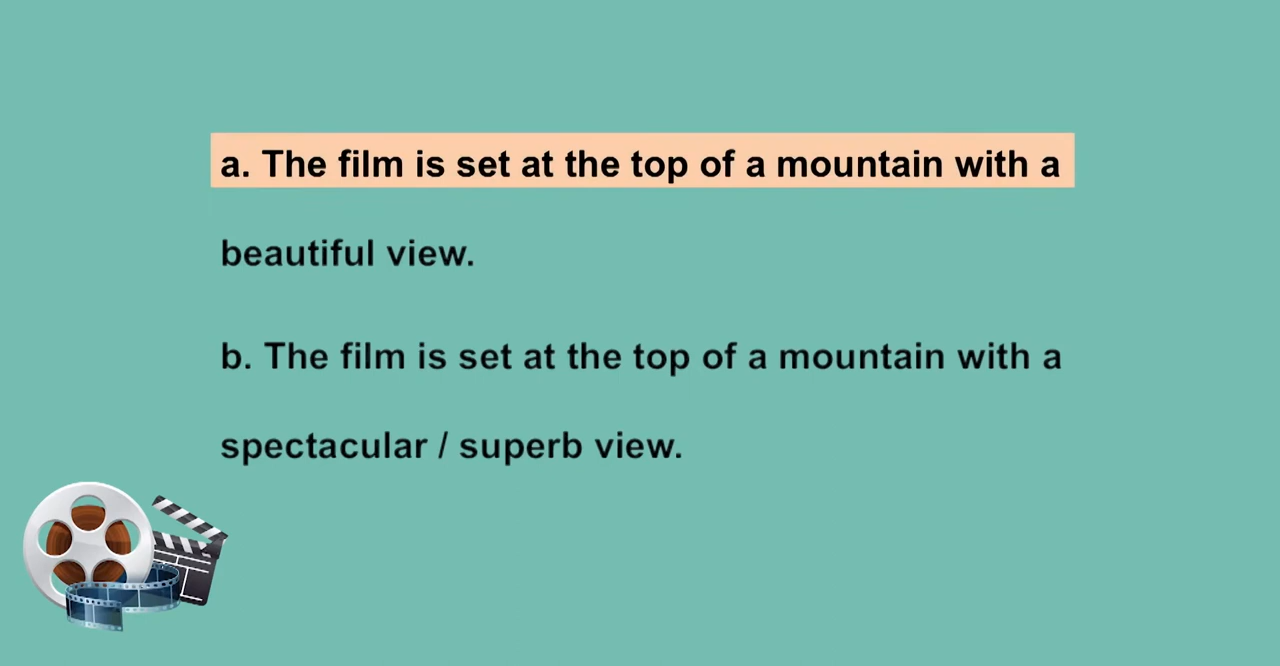 a. The film is set at the top of a mountain with a
beautiful view.
b. The film is set at the top of a mountain with a
spectacular / superb view.